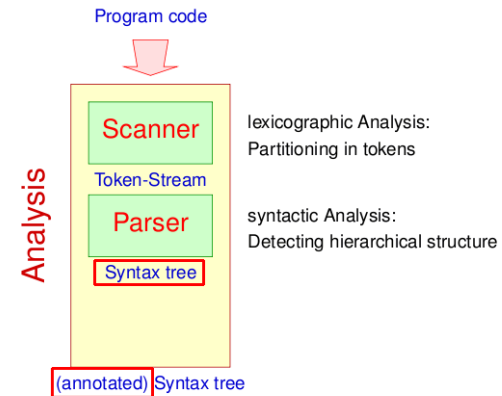 Program code
Scanner
lexicographic Analysis:
Partitioning in tokens
Token-Stream
Analysis
Parser
syntactic Analysis:
Detecting hierarchical structure
Syntax tree
(annotated) Syntax tree